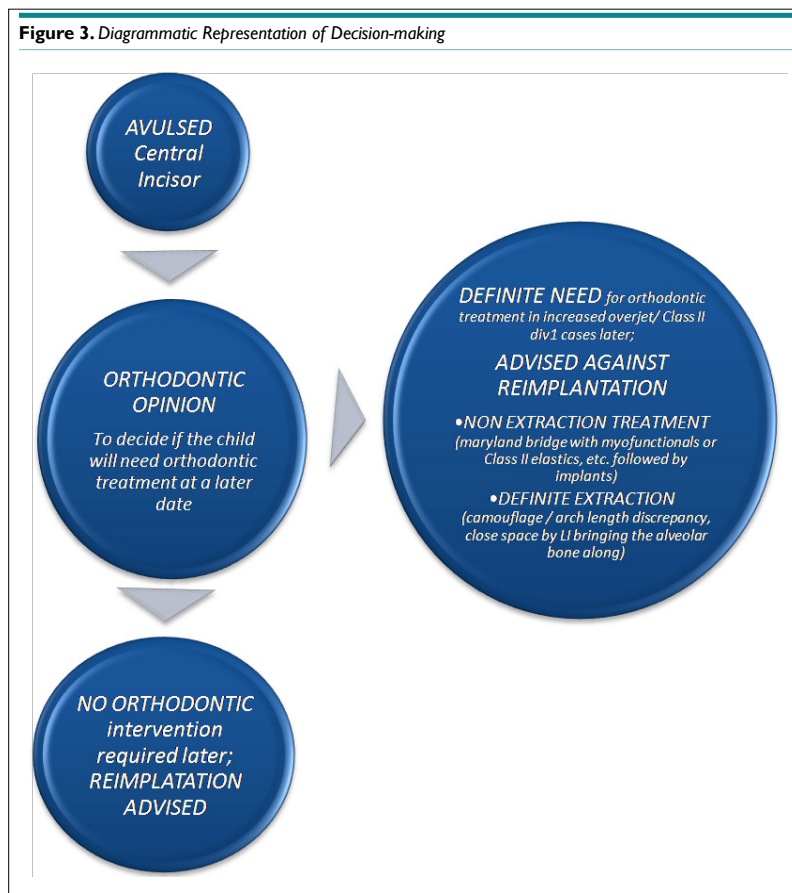 Figure 3. Diagrammatic Representation of Decision-making
AVULSED
Central
Incisor
ORTHODONTIC
OPINION
To decide if the child
will need orthodontic
treatment at a later
date
NO ORTHODONTIC
intervention
required later;
REIMPLATATION
ADVISED
DEFINITE NEED for orthodontic
treatment in increased overjet/ Class II
div1 cases later;
ADVISED AGAINST
REIMPLANTATION
•NON EXTRACTION TREATMENT
(maryland bridge with myofunctionals or
Class II elastics, etc. followed by
implants)
•DEFINITE EXTRACTION
(camouflage / arch length discrepancy,
close space by LI bringing the alveolar
bone along)